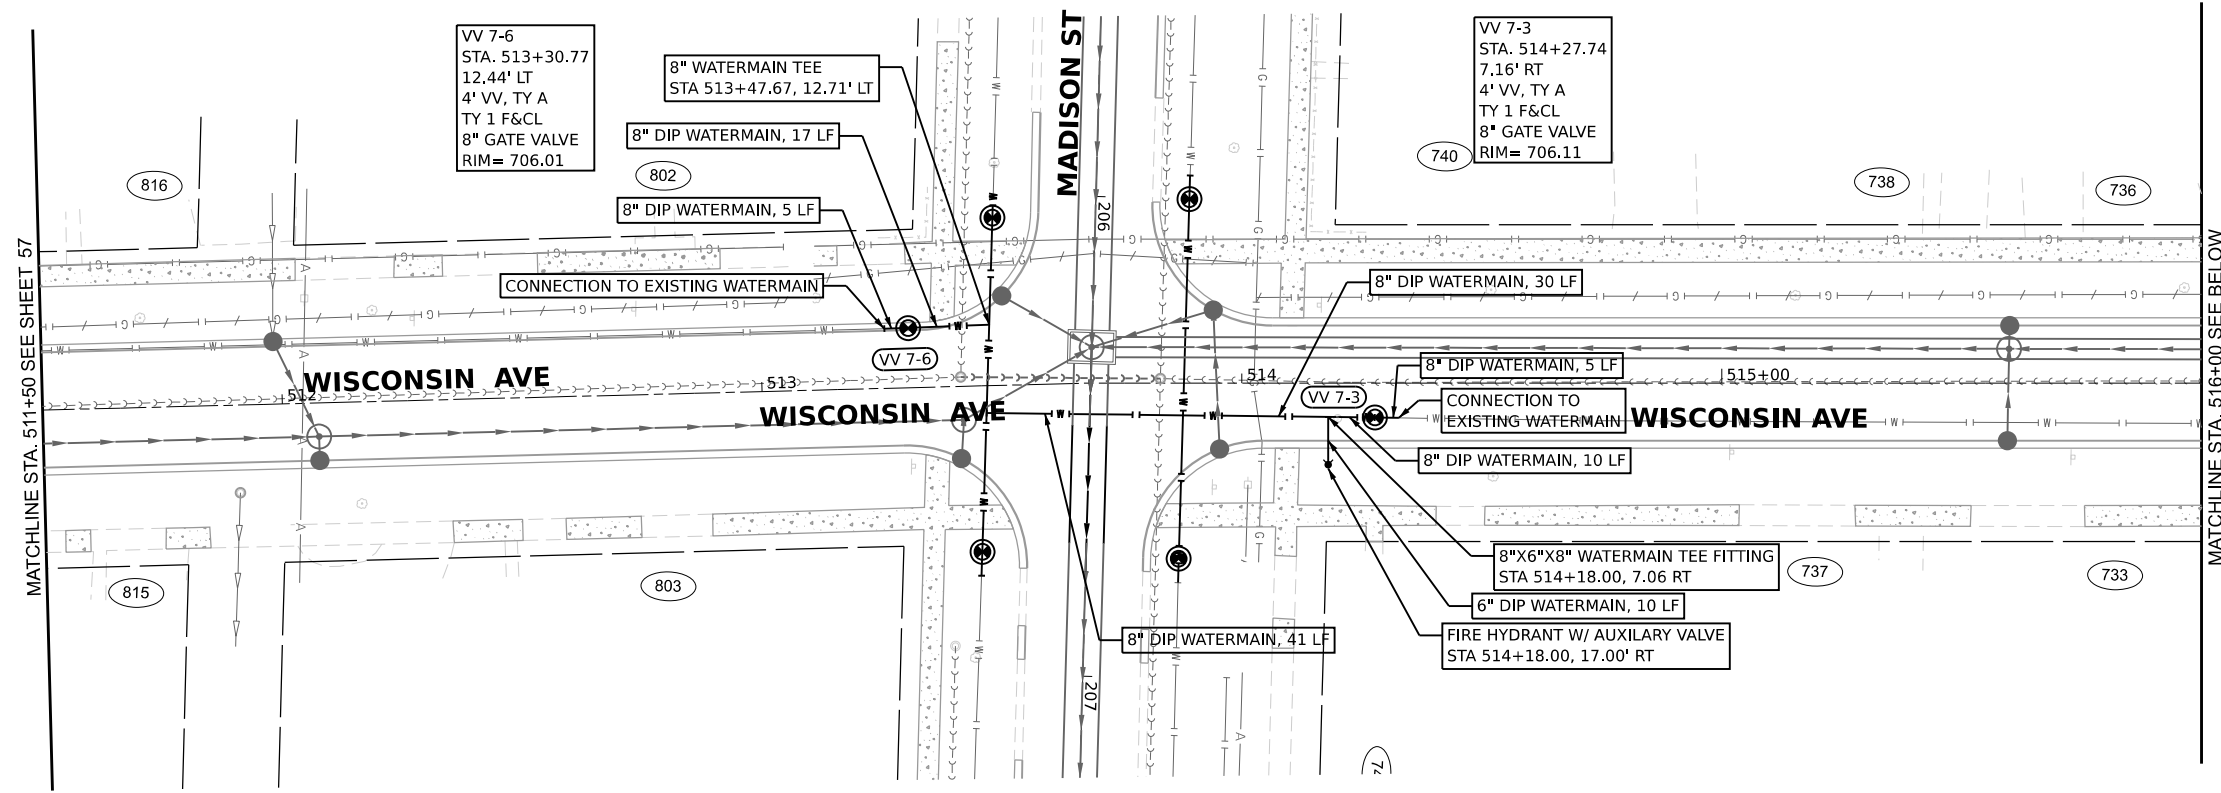 VV 7-6
STA. 513+30.77
12.44' LT
4' VV, TY A
TY 1 F&CL
8" GATE VALVE
RIM= 706.01
8" WATERMAIN TEE
STA 513+47.67, 12.71' LT
8" DIP WATERMAIN, 17 LF
8" DIP WATERMAIN, 5 LF
CONNECTION TO EXISTING WATERMAIN
MADISON ST
VV 7-3
STA. 514+27.74
7.16' RT
4' VV, TY A
TY 1 F&CL
8" GATE VALVE
RIM= 706.11
816
802
740
738
736
206
8" DIP WATERMAIN, 30 LF
MATCHLINE STA. 511+50 SEE SHEET 57
MATCHLINE STA. 516+00 SEE BELOW
VV 7-6
WISCONSIN AVE
512
513
514
515+00
8" DIP WATERMAIN, 5 LF
VV 7-3
CONNECTION TO
EXISTING WATERMAIN
WISCONSIN AVE
WISCONSIN AVE
8" DIP WATERMAIN, 10 LF
8"X6"X8" WATERMAIN TEE FITTING
STA 514+18.00, 7.06 RT
6" DIP WATERMAIN, 10 LF
FIRE HYDRANT W/ AUXILARY VALVE
STA 514+18.00, 17.00' RT
8" DIP WATERMAIN, 41 LF
815
803
737
733
207